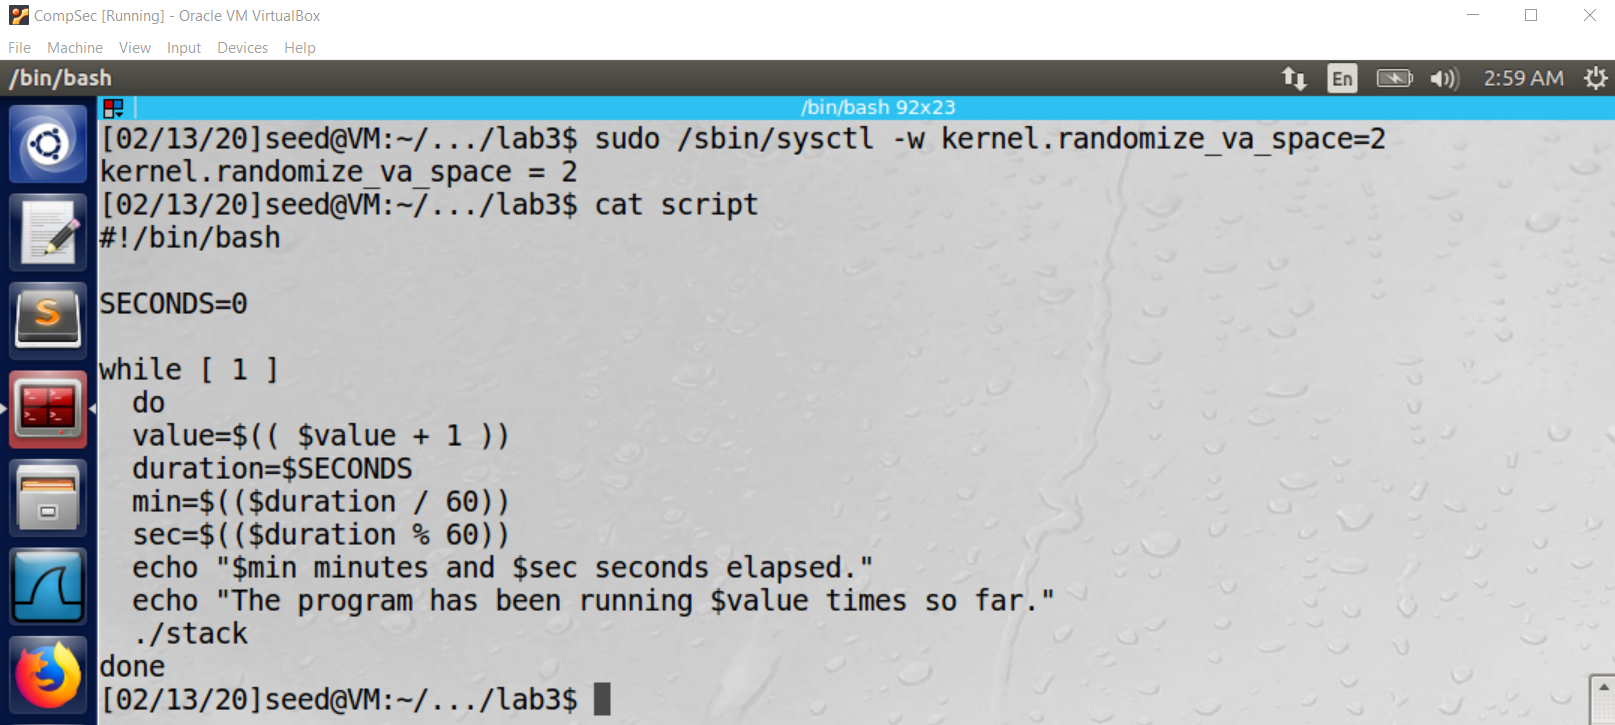 CompSec [Running] - Oracle VM VirtualBox
File Machine View Input Devices Help
/bin/bash En 2:59 AM
/bin/bash 92x23
[02/13/20]seed@VM:~/.../lab3$ sudo /sbin/sysctl -w kernel.randomize_va_space=2
kernel.randomize_va_space = 2
[02/13/20]seed@VM:~/.../lab3$ cat script
#!/bin/bash

SECONDS=0

while [ 1 ]
  do
  value=$(( $value + 1 ))
  duration=$SECONDS
  min=$(($duration / 60))
  sec=$(($duration % 60))
  echo "$min minutes and $sec seconds elapsed."
  echo "The program has been running $value times so far."
  ./stack
done
[02/13/20]seed@VM:~/.../lab3$